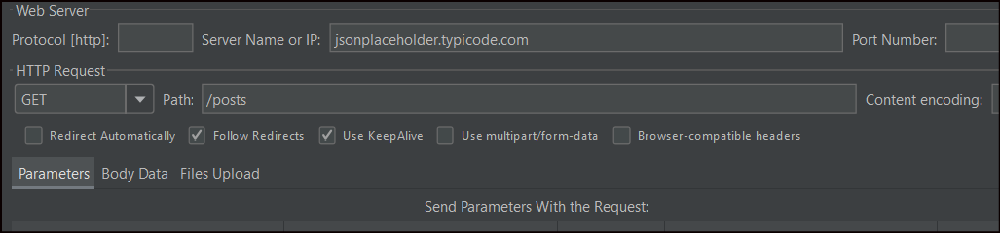 Web Server
Protocol [http]: Server Name or IP: jsonplaceholder.typicode.com Port Number:
HTTP Request
GET Path: /posts Content encoding:
Redirect Automatically Follow Redirects Use KeepAlive Use multipart/form-data Browser-compatible headers
Parameters Body Data Files Upload
Send Parameters With the Request: